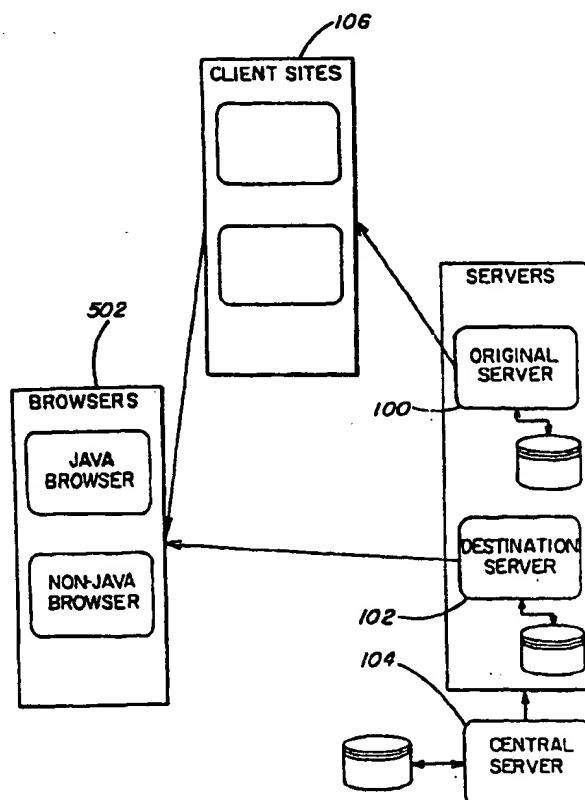 106
CLIENT SITES
502
BROWSERS
JAVA
BROWSER
NON-JAVA
BROWSER
SERVERS
ORIGINAL
SERVER
100
DESTINATION
SERVER
102
104
CENTRAL
SERVER